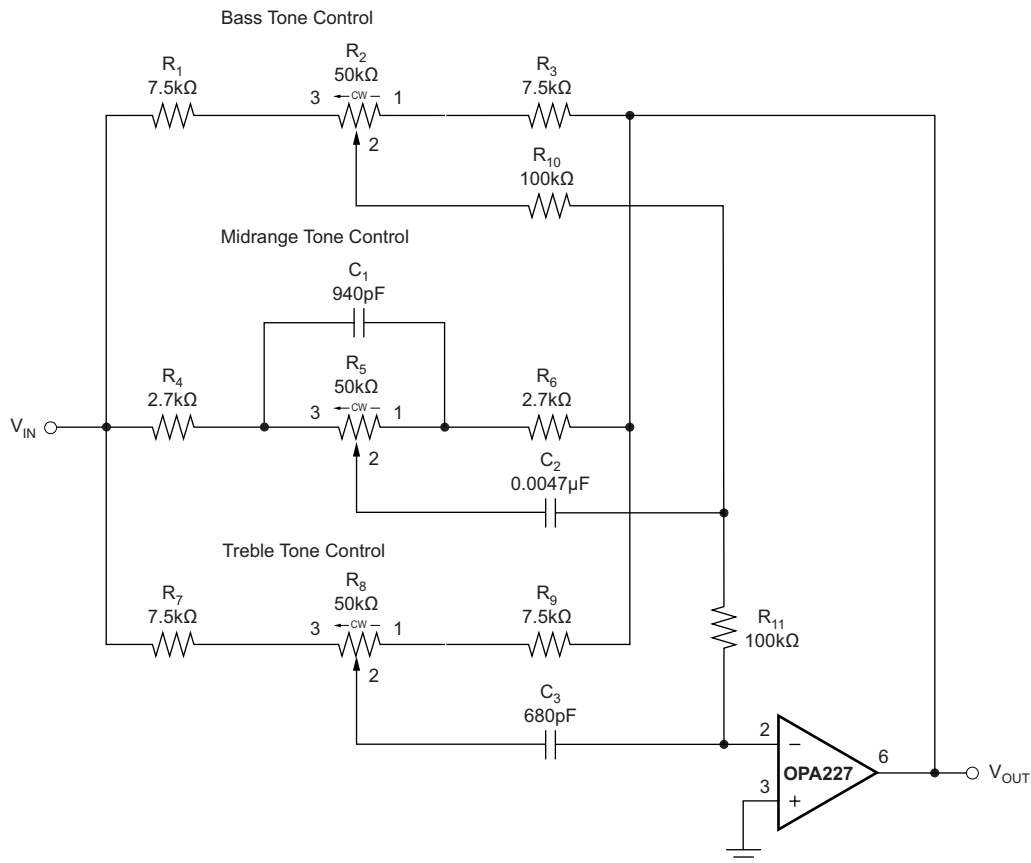 Bass Tone Control
R1
7.5kΩ
R2
50kΩ
R3
7.5kΩ
3
CW
1
2
R10
100kΩ
Midrange Tone Control
C1
940pF
R4
2.7kΩ
R5
50kΩ
R6
2.7kΩ
3
CW
1
2
VIN
C2
0.0047µF
Treble Tone Control
R7
7.5kΩ
R8
50kΩ
R9
7.5kΩ
3
CW
1
2
R11
100kΩ
C3
680pF
2
−
OPA227
6
3
+
VOUT